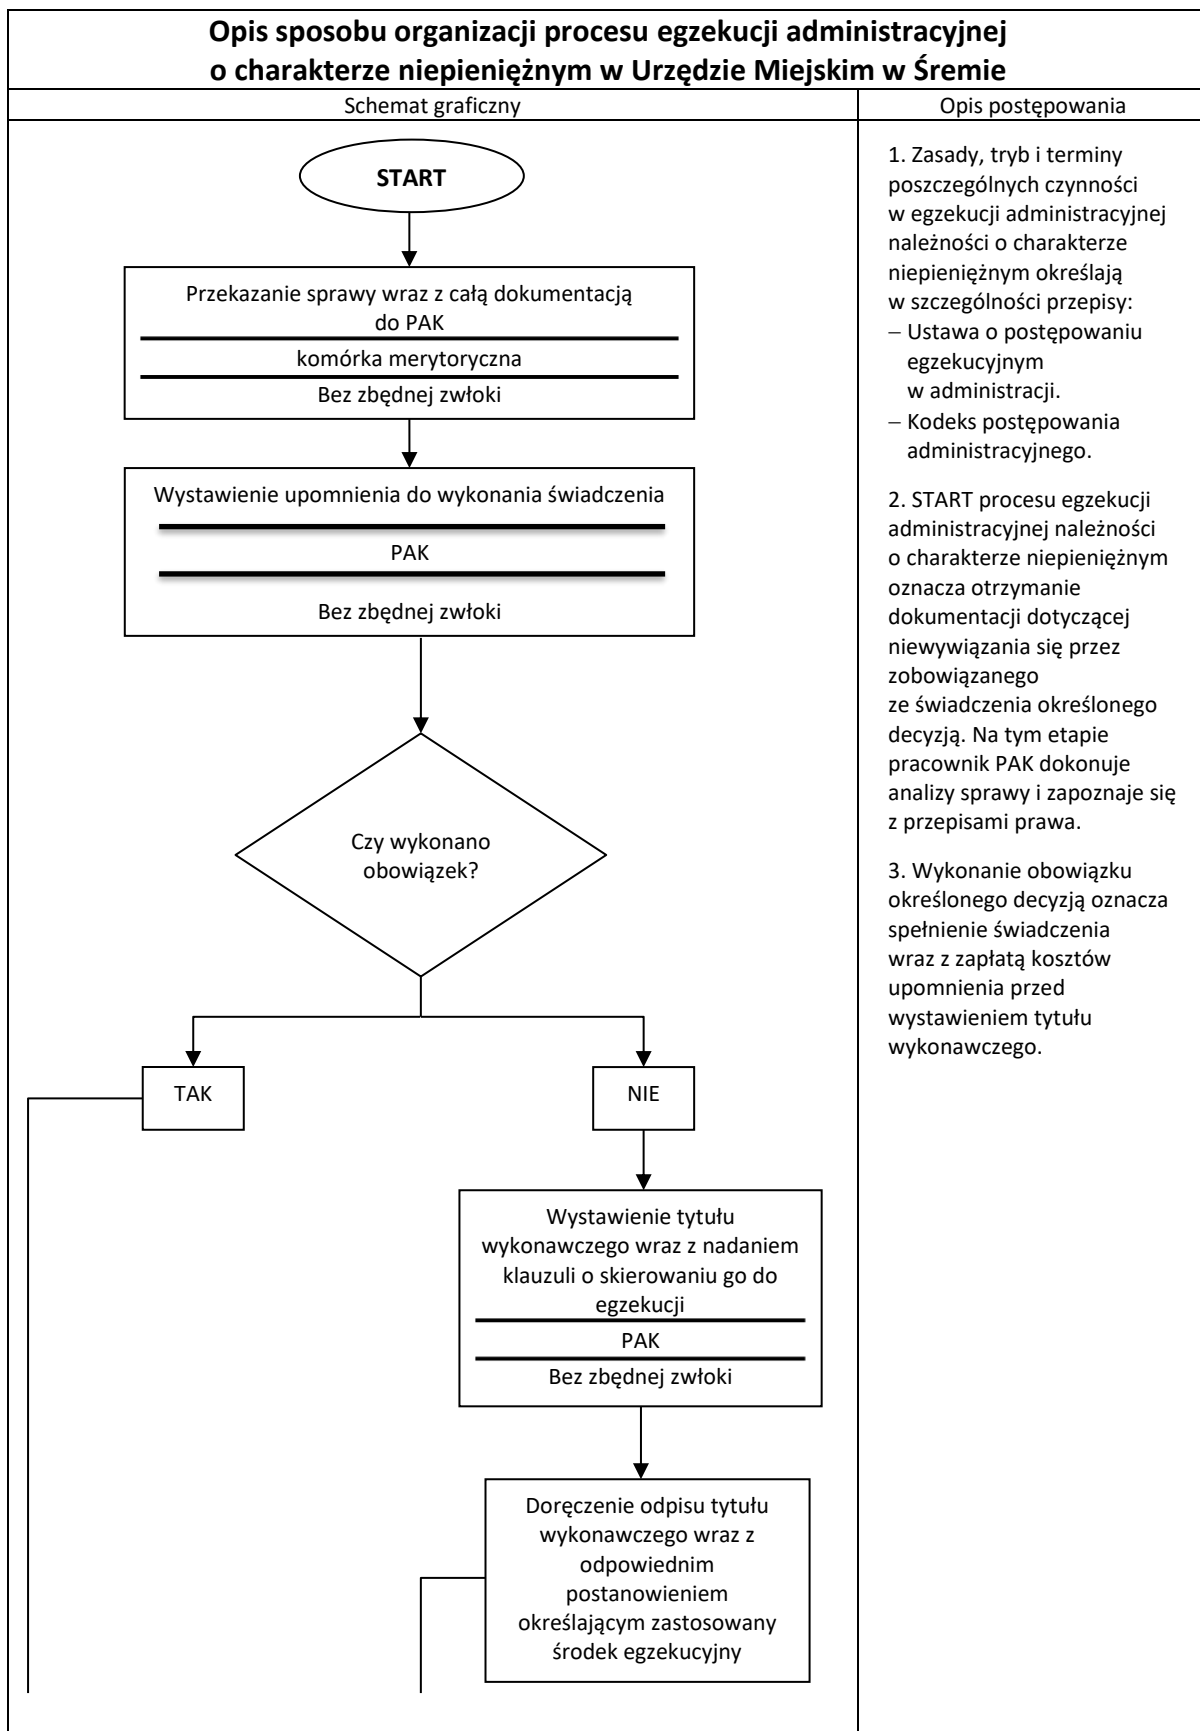 Opis sposobu organizacji procesu egzekucji administracyjnej
o charakterze niepieniężnym w Urzędzie Miejskim w Śremie
Schemat graficzny
Opis postępowania
START
Przekazanie sprawy wraz z całą dokumentacją
do PAK
komórka merytoryczna
Bez zbędnej zwłoki
Wystawienie upomnienia do wykonania świadczenia
PAK
Bez zbędnej zwłoki
Czy wykonano
obowiązek?
TAK
NIE
Wystawienie tytułu
wykonawczego wraz z nadaniem
klauzuli o skierowaniu go do
egzekucji
PAK
Bez zbędnej zwłoki
Doręczenie odpisu tytułu
wykonawczego wraz z
odpowiednim
postanowieniem
określającym zastosowany
środek egzekucyjny
1. Zasady, tryb i terminy
poszczególnych czynności
w egzekucji administracyjnej
należności o charakterze
niepieniężnym określają
w szczególności przepisy:
– Ustawa o postępowaniu
egzekucyjnym
w administracji.
– Kodeks postępowania
administracyjnego.
2. START procesu egzekucji
administracyjnej należności
o charakterze niepieniężnym
oznacza otrzymanie
dokumentacji dotyczącej
niewywiązania się przez
zobowiązanego
ze świadczenia określonego
decyzją. Na tym etapie
pracownik PAK dokonuje
analizy sprawy i zapoznaje się
z przepisami prawa.
3. Wykonanie obowiązku
określonego decyzją oznacza
spełnienie świadczenia
wraz z zapłatą kosztów
upomnienia przed
wystawieniem tytułu
wykonawczego.